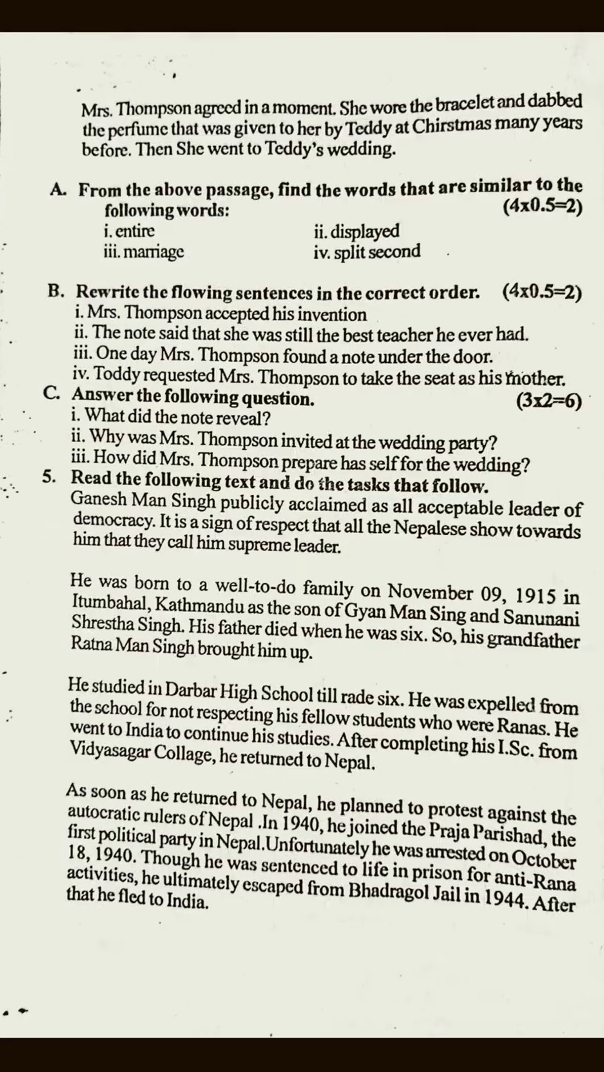 Mrs. Thompson agreed in a moment. She wore the bracelet and dabbed
the perfume that was given to her by Teddy at Chirstmas many years
before. Then She went to Teddy's wedding.
A. From the above passage, find the words that are similar to the
following words: (4x0.5=2)
i. entire ii. displayed
iii. marriage iv. split second
B. Rewrite the flowing sentences in the correct order. (4x0.5=2)
i. Mrs. Thompson accepted his invention
ii. The note said that she was still the best teacher he ever had.
iii. One day Mrs. Thompson found a note under the door.
iv. Toddy requested Mrs. Thompson to take the seat as his mother.
C. Answer the following question. (3x2=6)
i. What did the note reveal?
ii. Why was Mrs. Thompson invited at the wedding party?
iii. How did Mrs. Thompson prepare has self for the wedding?
5. Read the following text and do the tasks that follow.
Ganesh Man Singh publicly acclaimed as all acceptable leader of
democracy. It is a sign of respect that all the Nepalese show towards
him that they call him supreme leader.
He was born to a well-to-do family on November 09, 1915 in
Itumbahal, Kathmandu as the son of Gyan Man Sing and Sanunani
Shrestha Singh. His father died when he was six. So, his grandfather
Ratna Man Singh brought him up.
He studied in Darbar High School till rade six. He was expelled from
the school for not respecting his fellow students who were Ranas. He
went to India to continue his studies. After completing his I.Sc. from
Vidyasagar Collage, he returned to Nepal.
As soon as he returned to Nepal, he planned to protest against the
autocratic rulers of Nepal .In 1940, he joined the Praja Parishad, the
first political party in Nepal.Unfortunately he was arrested on October
18, 1940. Though he was sentenced to life in prison for anti-Rana
activities, he ultimately escaped from Bhadragol Jail in 1944. After
that he fled to India.